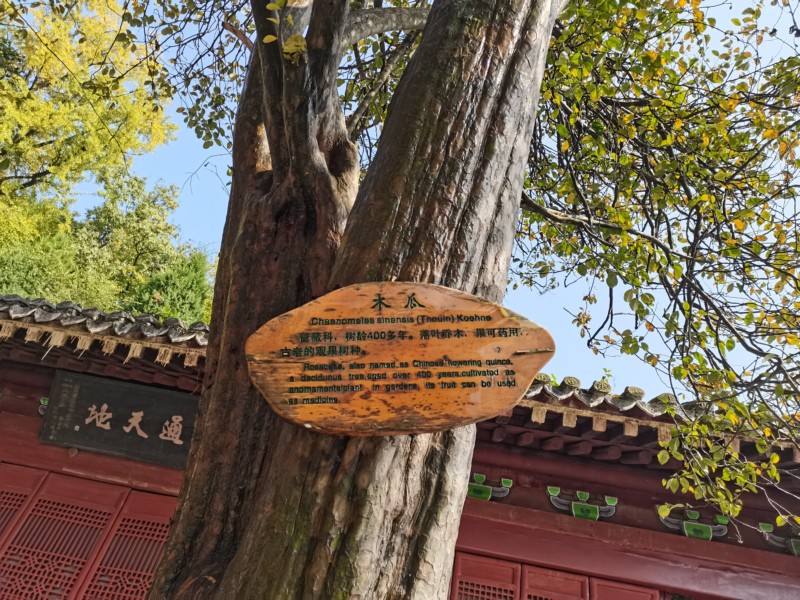 木瓜
Chaenomeles sinensis (Thouin) Koehne
蔷薇科，树龄400多年。落叶乔木，果可药用，
古老的观果树种。
Rosaceae, also named as Chinese flowering quince,
a deciduous tree,aged over 400 years.cultivated as
anornamental plant in gardens, its fruit can be used
as medicine.
地天通